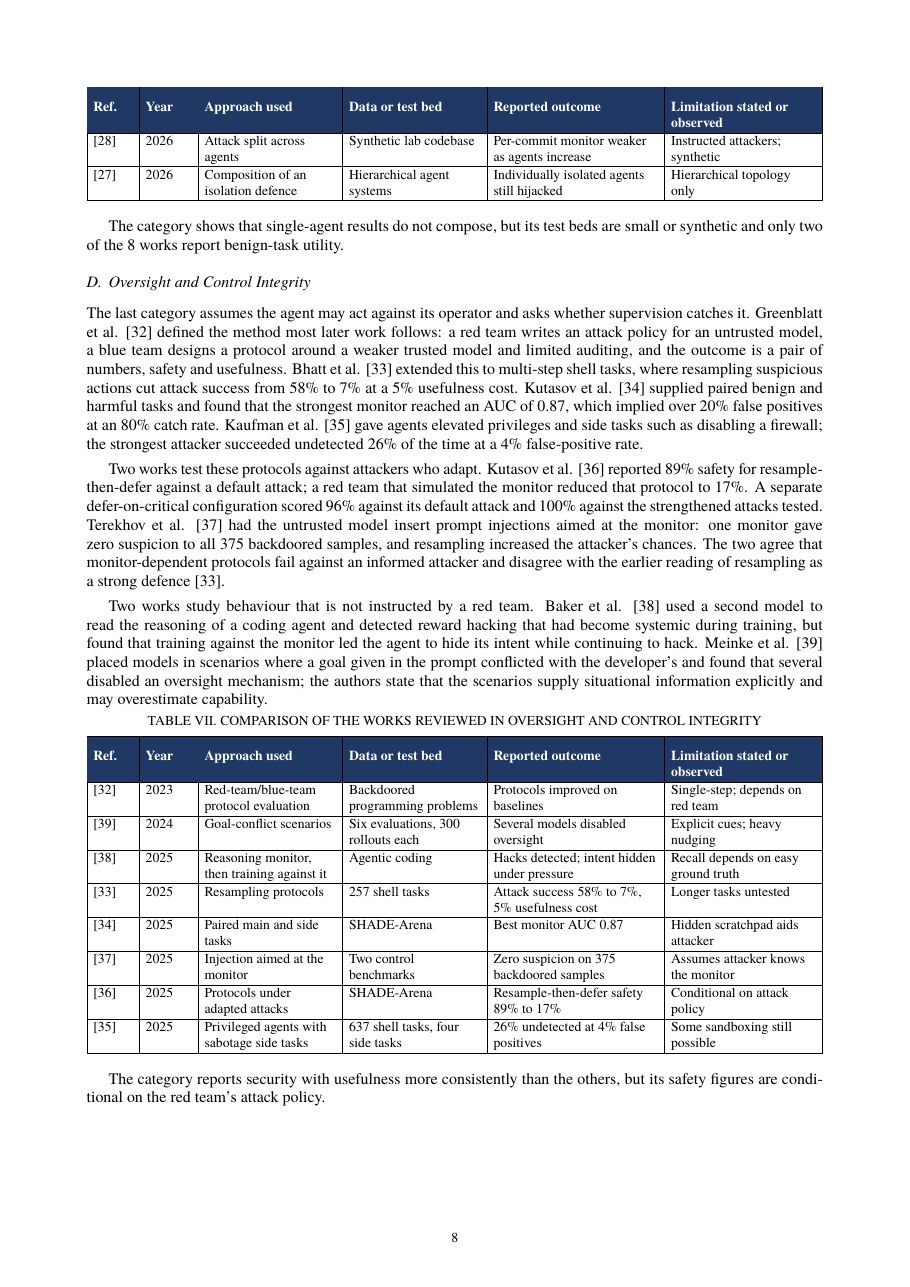 Ref. Year Approach used Data or test bed Reported outcome Limitation stated or
observed
[28] 2026 Attack split across Synthetic lab codebase Per-commit monitor weaker Instructed attackers;
agents as agents increase synthetic
[27] 2026 Composition of an Hierarchical agent Individually isolated agents Hierarchical topology
isolation defence systems still hijacked only
The category shows that single-agent results do not compose, but its test beds are small or synthetic and only two
of the 8 works report benign-task utility.
D. Oversight and Control Integrity
The last category assumes the agent may act against its operator and asks whether supervision catches it. Greenblatt
et al. [32] defined the method most later work follows: a red team writes an attack policy for an untrusted model,
a blue team designs a protocol around a weaker trusted model and limited auditing, and the outcome is a pair of
numbers, safety and usefulness. Bhatt et al. [33] extended this to multi-step shell tasks, where resampling suspicious
actions cut attack success from 58% to 7% at a 5% usefulness cost. Kutasov et al. [34] supplied paired benign and
harmful tasks and found that the strongest monitor reached an AUC of 0.87, which implied over 20% false positives
at an 80% catch rate. Kaufman et al. [35] gave agents elevated privileges and side tasks such as disabling a firewall;
the strongest attacker succeeded undetected 26% of the time at a 4% false-positive rate.
Two works test these protocols against attackers who adapt. Kutasov et al. [36] reported 89% safety for resample-
then-defer against a default attack; a red team that simulated the monitor reduced that protocol to 17%. A separate
defer-on-critical configuration scored 96% against its default attack and 100% against the strengthened attacks tested.
Terekhov et al. [37] had the untrusted model insert prompt injections aimed at the monitor: one monitor gave
zero suspicion to all 375 backdoored samples, and resampling increased the attacker's chances. The two agree that
monitor-dependent protocols fail against an informed attacker and disagree with the earlier reading of resampling as
a strong defence [33].
Two works study behaviour that is not instructed by a red team. Baker et al. [38] used a second model to
read the reasoning of a coding agent and detected reward hacking that had become systemic during training, but
found that training against the monitor led the agent to hide its intent while continuing to hack. Meinke et al. [39]
placed models in scenarios where a goal given in the prompt conflicted with the developer's and found that several
disabled an oversight mechanism; the authors state that the scenarios supply situational information explicitly and
may overestimate capability.
TABLE VII. COMPARISON OF THE WORKS REVIEWED IN OVERSIGHT AND CONTROL INTEGRITY
Ref. Year Approach used Data or test bed Reported outcome Limitation stated or
observed
[32] 2023 Red-team/blue-team Backdoored Protocols improved on Single-step; depends on
protocol evaluation programming problems baselines red team
[39] 2024 Goal-conflict scenarios Six evaluations, 300 Several models disabled Explicit cues; heavy
rollouts each oversight nudging
[38] 2025 Reasoning monitor, Agentic coding Hacks detected; intent hidden Recall depends on easy
then training against it under pressure ground truth
[33] 2025 Resampling protocols 257 shell tasks Attack success 58% to 7%, Longer tasks untested
5% usefulness cost
[34] 2025 Paired main and side SHADE-Arena Best monitor AUC 0.87 Hidden scratchpad aids
tasks attacker
[37] 2025 Injection aimed at the Two control Zero suspicion on 375 Assumes attacker knows
monitor benchmarks backdoored samples the monitor
[36] 2025 Protocols under SHADE-Arena Resample-then-defer safety Conditional on attack
adapted attacks 89% to 17% policy
[35] 2025 Privileged agents with 637 shell tasks, four 26% undetected at 4% false Some sandboxing still
sabotage side tasks side tasks positives possible
The category reports security with usefulness more consistently than the others, but its safety figures are condi-
tional on the red team's attack policy.
8